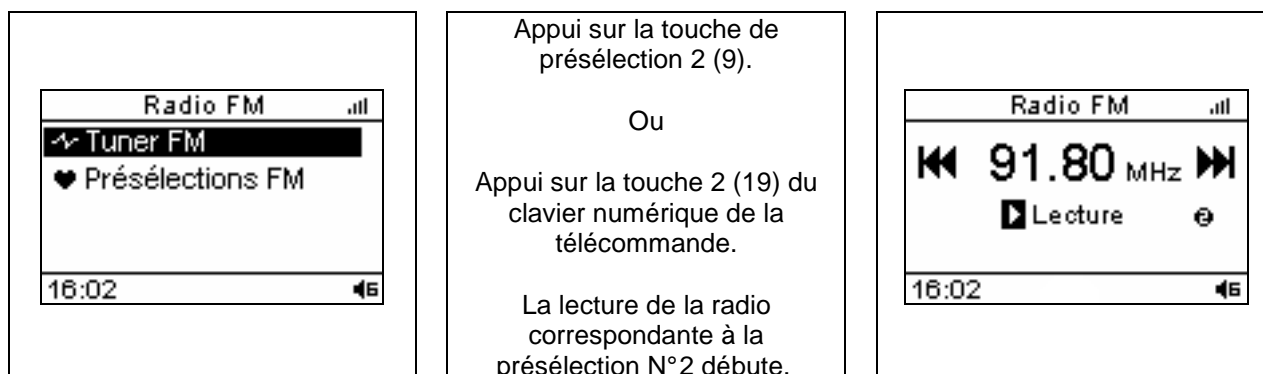 Radio FM
Tuner FM
Présélections FM
16:02
6
Appui sur la touche de
présélection 2 (9).
Ou
Appui sur la touche 2 (19) du
clavier numérique de la
télécommande.
La lecture de la radio
correspondante à la
présélection N°2 débute.
Radio FM
91.80 MHz
Lecture 2
16:02
6